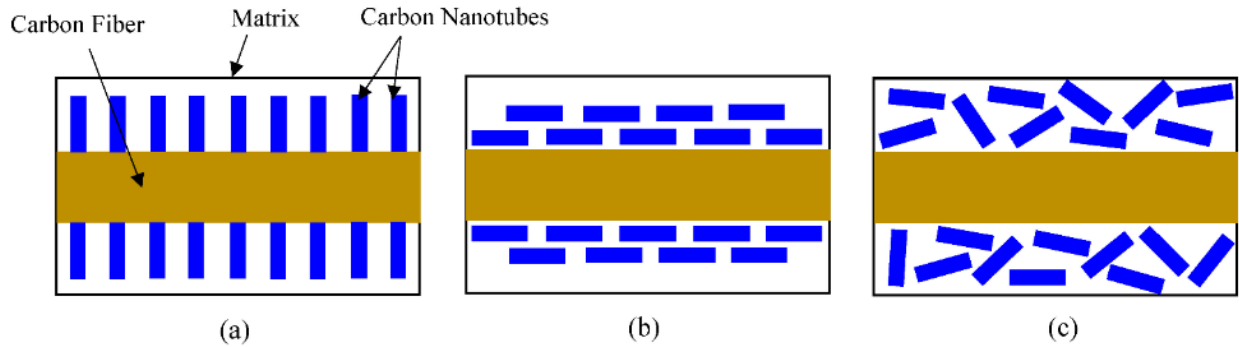 Carbon Fiber
Matrix
Carbon Nanotubes
(a)
(b)
(c)